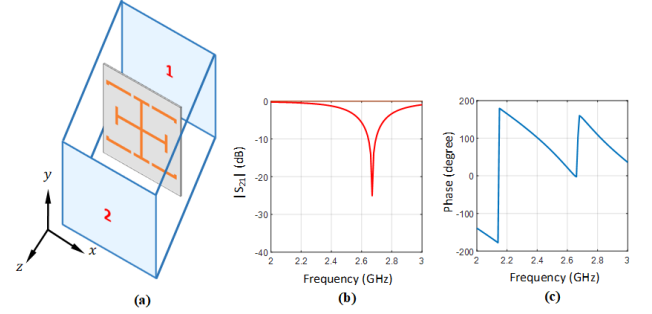 1
2
y
x
z
(a)
|S21| (dB)
0
-10
-20
-30
-40
2
2.2
2.4
2.6
2.8
3
Frequency (GHz)
(b)
Phase (degree)
200
100
0
-100
-200
2
2.2
2.4
2.6
2.8
3
Frequency (GHz)
(c)